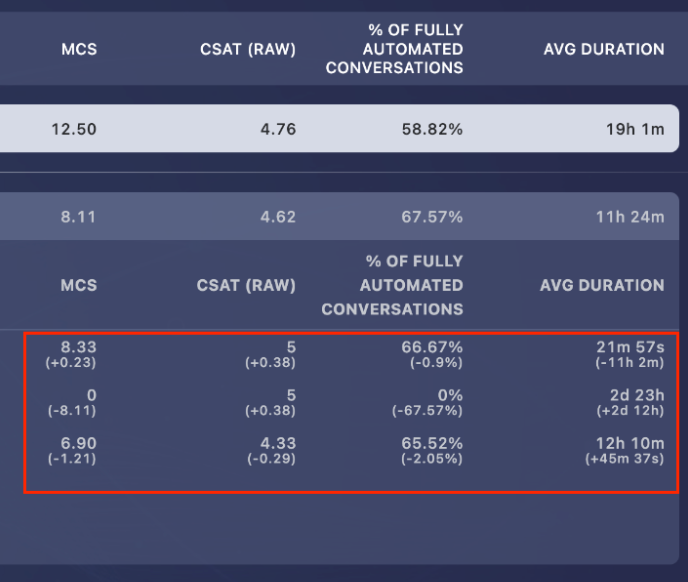 MCS CSAT (RAW) % OF FULLY AUTOMATED CONVERSATIONS AVG DURATION
12.50 4.76 58.82% 19h 1m
8.11 4.62 67.57% 11h 24m
MCS CSAT (RAW) % OF FULLY AUTOMATED CONVERSATIONS AVG DURATION
8.33 5 66.67% 21m 57s
(+0.23) (+0.38) (-0.9%) (-11h 2m)
0 5 0% 2d 23h
(-8.11) (+0.38) (-67.57%) (+2d 12h)
6.90 4.33 65.52% 12h 10m
(-1.21) (-0.29) (-2.05%) (+45m 37s)